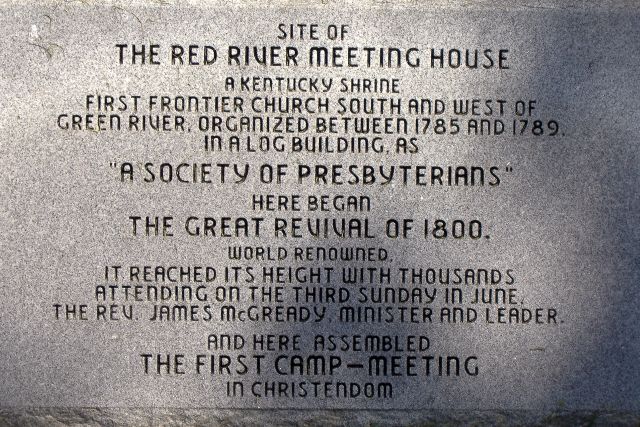 SITE OF
THE RED RIVER MEETING HOUSE
A KENTUCKY SHRINE
FIRST FRONTIER CHURCH SOUTH AND WEST OF
GREEN RIVER, ORGANIZED BETWEEN 1785 AND 1789.
IN A LOG BUILDING, AS
"A SOCIETY OF PRESBYTERIANS"
HERE BEGAN
THE GREAT REVIVAL OF 1800.
WORLD RENOWNED.
IT REACHED ITS HEIGHT WITH THOUSANDS
ATTENDING ON THE THIRD SUNDAY IN JUNE,
THE REV. JAMES McGREADY, MINISTER AND LEADER.
AND HERE ASSEMBLED
THE FIRST CAMP—MEETING
IN CHRISTENDOM